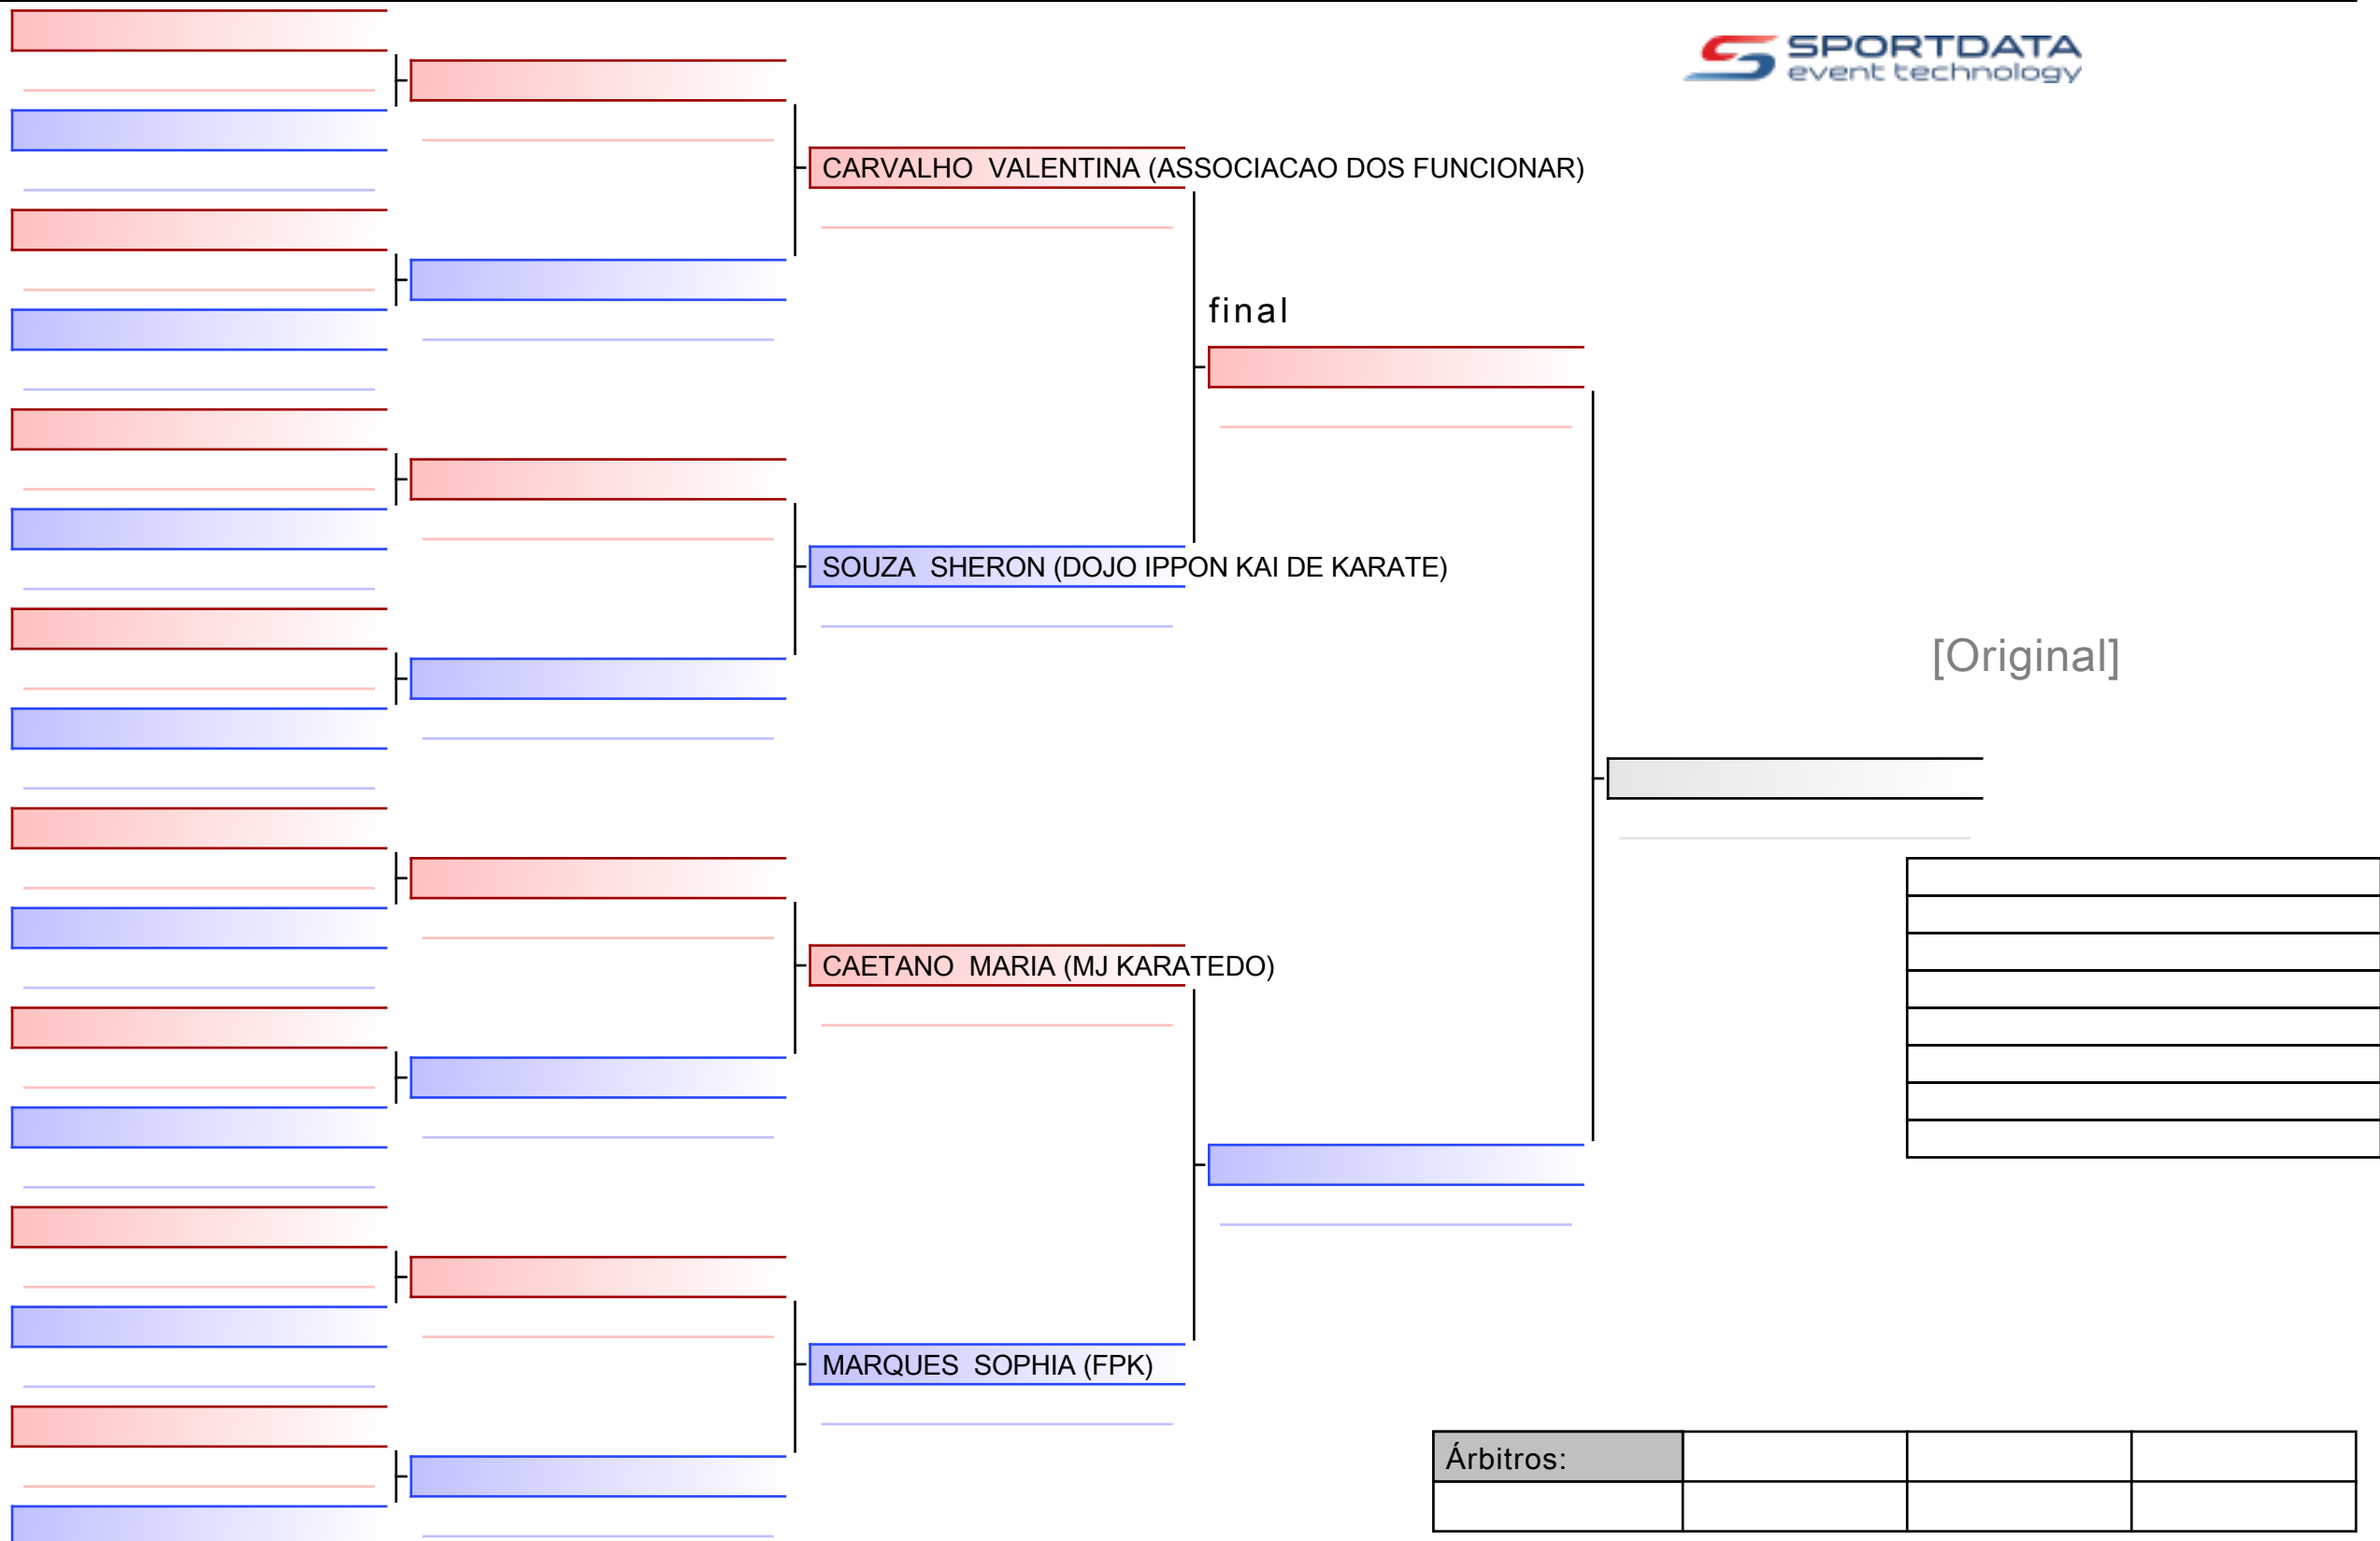 SPORTDATA
event technology
CARVALHO  VALENTINA (ASSOCIACAO DOS FUNCIONAR)
final
SOUZA  SHERON (DOJO IPPON KAI DE KARATE)
[Original]
CAETANO  MARIA (MJ KARATEDO)
MARQUES  SOPHIA (FPK)
Árbitros: